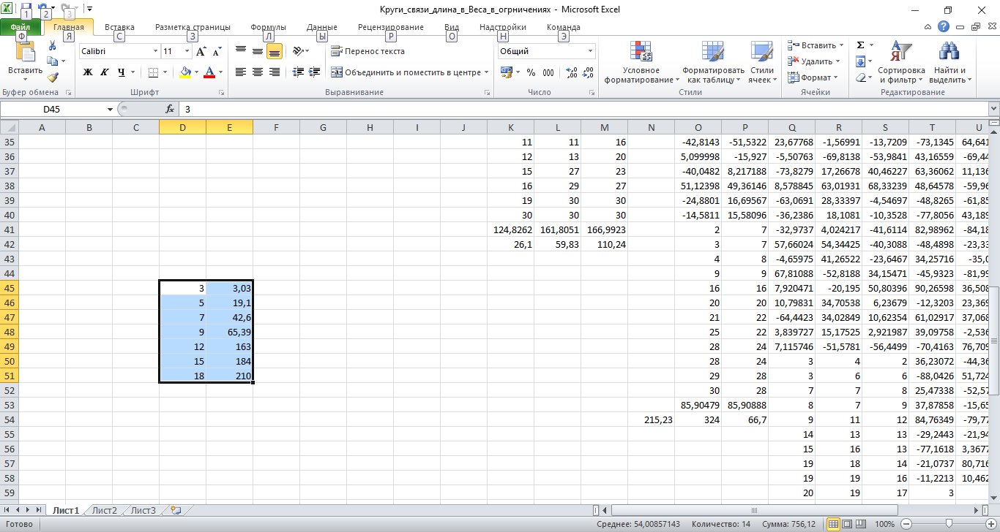 Круги_связи_длина_в_Веса_в_огрничениях - Microsoft Excel
1 2 3
Файл Главная Вставка Разметка страницы Формулы Данные Рецензирование Вид Надстройки Команда
Ф Я С З Л Ы Р О Н Э
Вставить
Буфер обмена
Calibri 11
Ж К Ч
Шрифт
Перенос текста
Объединить и поместить в центре
Выравнивание
Общий
% 000
Число
Условное форматирование
Форматировать как таблицу
Стили ячеек
Стили
Вставить
Удалить
Формат
Ячейки
Сортировка и фильтр
Найти и выделить
Редактирование
D45 fx 3
A B C D E F G H I J K L M N O P Q R S T U
35 11 11 16 -42,8143 -51,5322 23,67768 -1,56991 -13,7209 -73,1345 64,641
36 12 13 20 5,099998 -15,927 -5,50763 -69,8138 -53,9841 43,16559 -69,44
37 15 27 23 -40,0482 8,217188 -73,8279 17,26678 40,46227 63,36062 11,136
38 16 29 27 51,12398 49,36146 8,578845 63,01931 68,33239 48,64578 -59,96
39 19 30 30 -24,8801 16,69567 -63,0691 28,33397 -4,54697 -48,8265 -61,85
40 30 30 30 -14,5811 15,58096 -36,2386 18,1081 -10,3528 -77,8056 43,189
41 124,8262 161,8051 166,9923 2 7 -32,9737 4,024217 -41,6114 82,98962 -84,18
42 26,1 59,83 110,24 3 7 57,66024 54,34425 -40,3088 -48,4898 -23,33
43 4 8 -4,65975 41,26522 -23,6467 34,25716 -35,0
44 9 9 67,81088 -52,8188 34,15471 -45,9323 -81,99
45 3 3,03 16 16 7,920471 -20,195 50,80396 90,26598 36,508
46 5 19,1 20 20 10,79831 34,70538 6,23679 -12,3203 23,369
47 7 42,6 21 22 -64,4423 34,02849 10,62354 61,02917 37,068
48 9 65,39 25 22 3,839727 15,17525 2,921987 39,09758 -2,536
49 12 163 28 24 7,115746 -51,5781 -56,4499 -70,4163 76,709
50 15 184 28 24 3 4 2 36,23072 -44,36
51 18 210 29 28 3 6 6 -88,0426 51,724
52 30 28 7 7 8 25,47338 -52,57
53 85,90479 85,90888 8 7 9 37,87858 -15,65
54 215,23 324 66,7 9 11 12 84,76349 -79,77
55 14 13 13 -29,2443 -21,94
56 15 16 13 -77,1618 3,3677
57 19 18 14 -21,0737 80,716
58 19 19 16 -11,2213 10,462
59 20 19 17 3
Лист1 Лист2 Лист3
Готово Среднее: 54,00857143 Количество: 14 Сумма: 756,12 100%